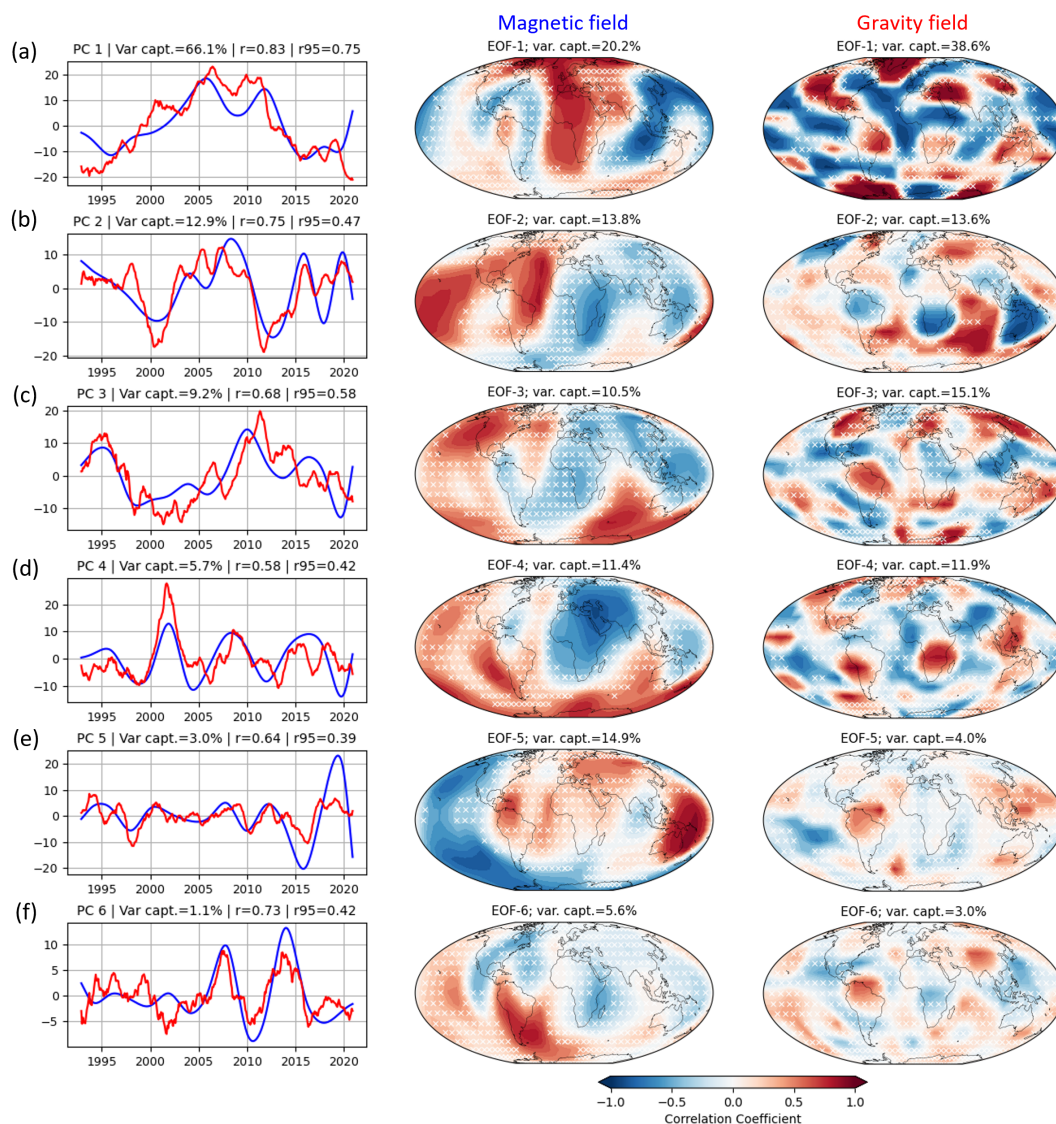 Magnetic field
Gravity field
(a)
PC 1 | Var capt.=66.1% | r=0.83 | r95=0.75
EOF-1; var. capt.=20.2%
EOF-1; var. capt.=38.6%
20
10
0
−10
−20
1995 2000 2005 2010 2015 2020
(b)
PC 2 | Var capt.=12.9% | r=0.75 | r95=0.47
EOF-2; var. capt.=13.8%
EOF-2; var. capt.=13.6%
10
0
−10
−20
1995 2000 2005 2010 2015 2020
(c)
PC 3 | Var capt.=9.2% | r=0.68 | r95=0.58
EOF-3; var. capt.=10.5%
EOF-3; var. capt.=15.1%
20
10
0
−10
1995 2000 2005 2010 2015 2020
(d)
PC 4 | Var capt.=5.7% | r=0.58 | r95=0.42
EOF-4; var. capt.=11.4%
EOF-4; var. capt.=11.9%
20
10
0
−10
1995 2000 2005 2010 2015 2020
(e)
PC 5 | Var capt.=3.0% | r=0.64 | r95=0.39
EOF-5; var. capt.=14.9%
EOF-5; var. capt.=4.0%
20
10
0
−10
−20
1995 2000 2005 2010 2015 2020
(f)
PC 6 | Var capt.=1.1% | r=0.73 | r95=0.42
EOF-6; var. capt.=5.6%
EOF-6; var. capt.=3.0%
10
5
0
−5
1995 2000 2005 2010 2015 2020
−1.0 −0.5 0.0 0.5 1.0
Correlation Coefficient